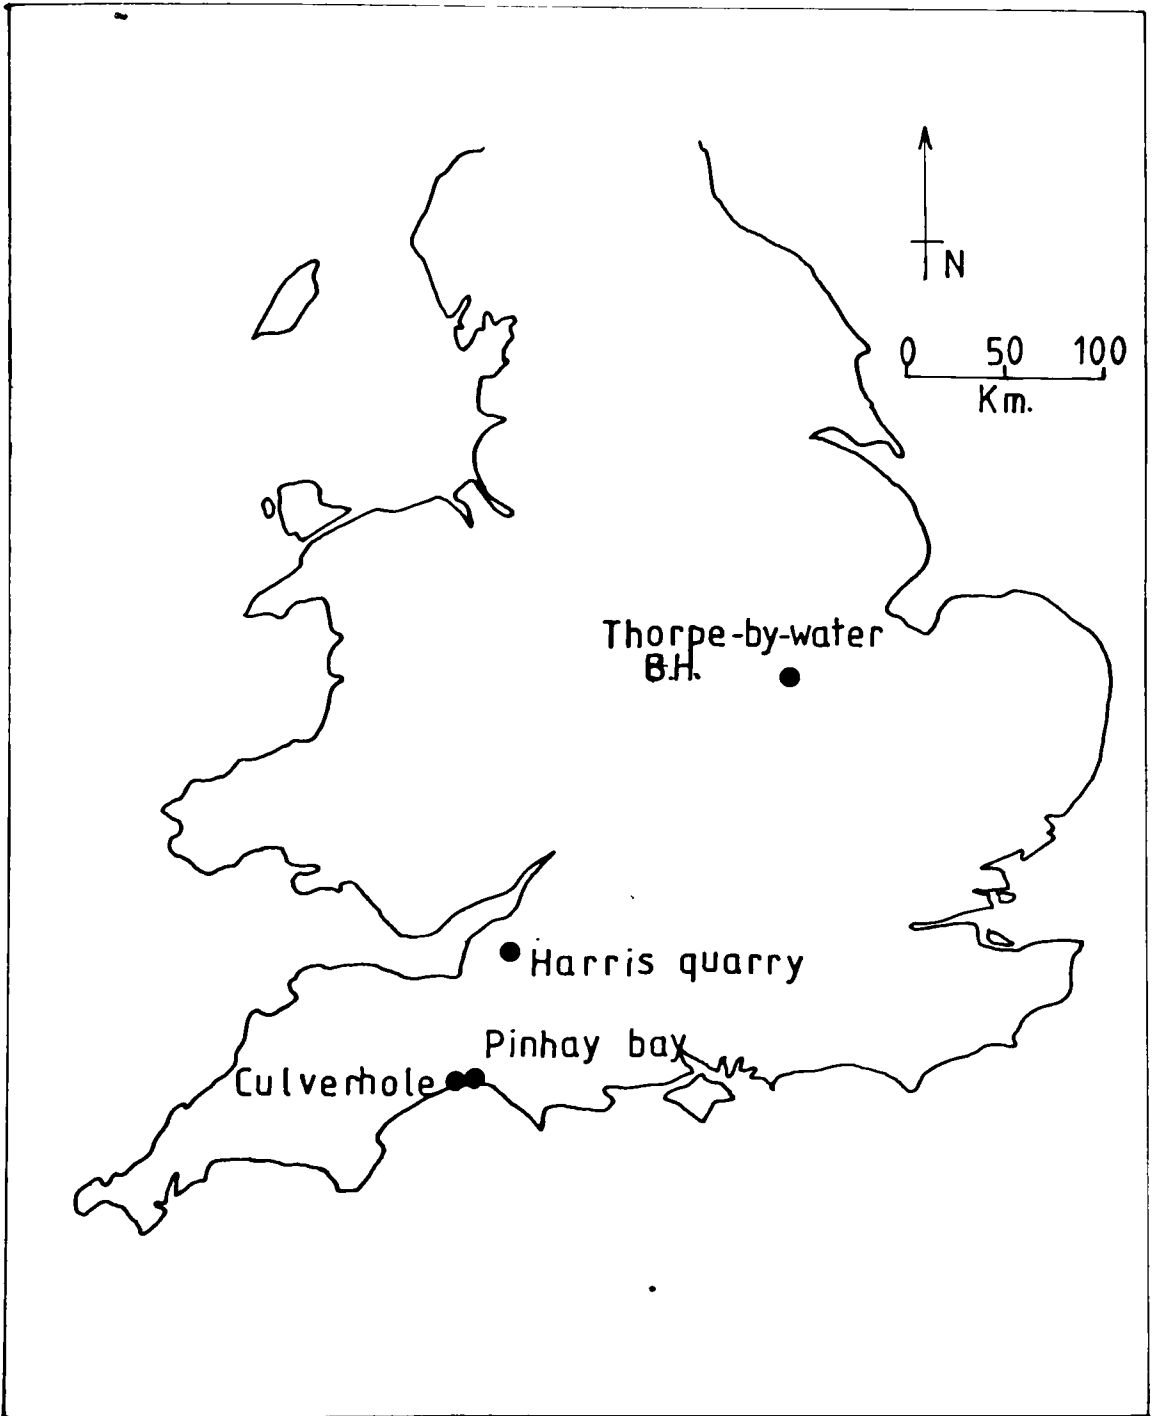 N
0 50 100
Km.
Thorpe-by-water
B.H.
Harris quarry
Pinhay bay
Culverhole